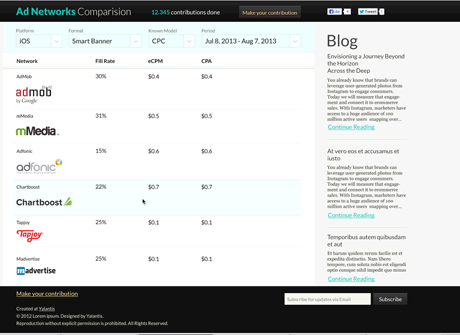 Ad Networks Comparision
12.345 contributions done
Make your contribution
Like
Tweet
Platform
Format
Known Model
Period
iOS
Smart Banner
CPC
Jul 8, 2013 - Aug 7, 2013
Network
Fill Rate
eCPM
CPA
AdMob
30%
$0.4
$0.4
admob
by Google
mMedia
31%
$0.5
$0.5
mMedia
Adfonic
15%
$0.6
$0.6
adfonic
Chartboost
22%
$0.7
$0.7
Chartboost
Tapjoy
25%
$0.1
$0.1
Tapjoy
Madvertise
25%
$0.1
$0.1
madvertise
Blog
Envisioning a Journey Beyond
the Horizon
Across the Deep
You already know that brands can
leverage user-generated photos from
Instagram to engage consumers.
Today we will measure that engage-
ment and connect it to ecommerce
sales. With Instagram, marketers have
access to a huge audience of 100
million active users snapping over...
Continue Reading
At vero eos et accusamus et
iusto
You already know that brands can
leverage user-generated photos from
Instagram to engage consumers.
Today we will measure that engage-
ment and connect it to ecommerce
sales. With Instagram, marketers have
access to a huge audience of 100
million active users snapping over...
Continue Reading
Temporibus autem quibusdam
et aut
Et harum quidem rerum facilis est et
expedita distinctio. Nam libero
tempore, cum soluta nobis est eligendi
optio cumque nihil impedit quo minus
Continue Reading
Make your contribution
Created at Yalantis
© 2012 Lorem Ipsum. Designed by Yalantis.
Reproduction without explicit permission is prohibited. All Rights Reserved.
Subscribe for updates via Email
Subscribe